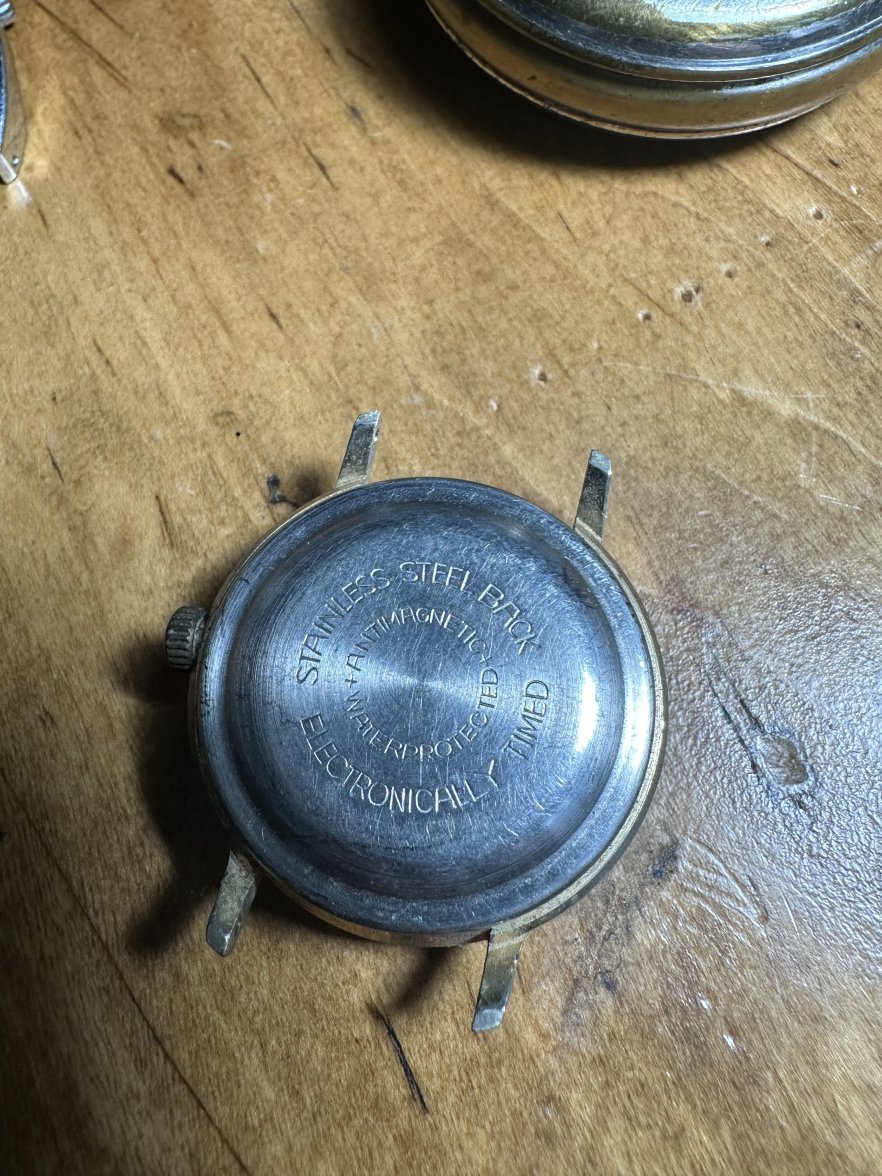 STAINLESS STEEL BACK
ELECTRONICALLY TIMED
+ANTIMAGNETIC+
WATERPROTECTED